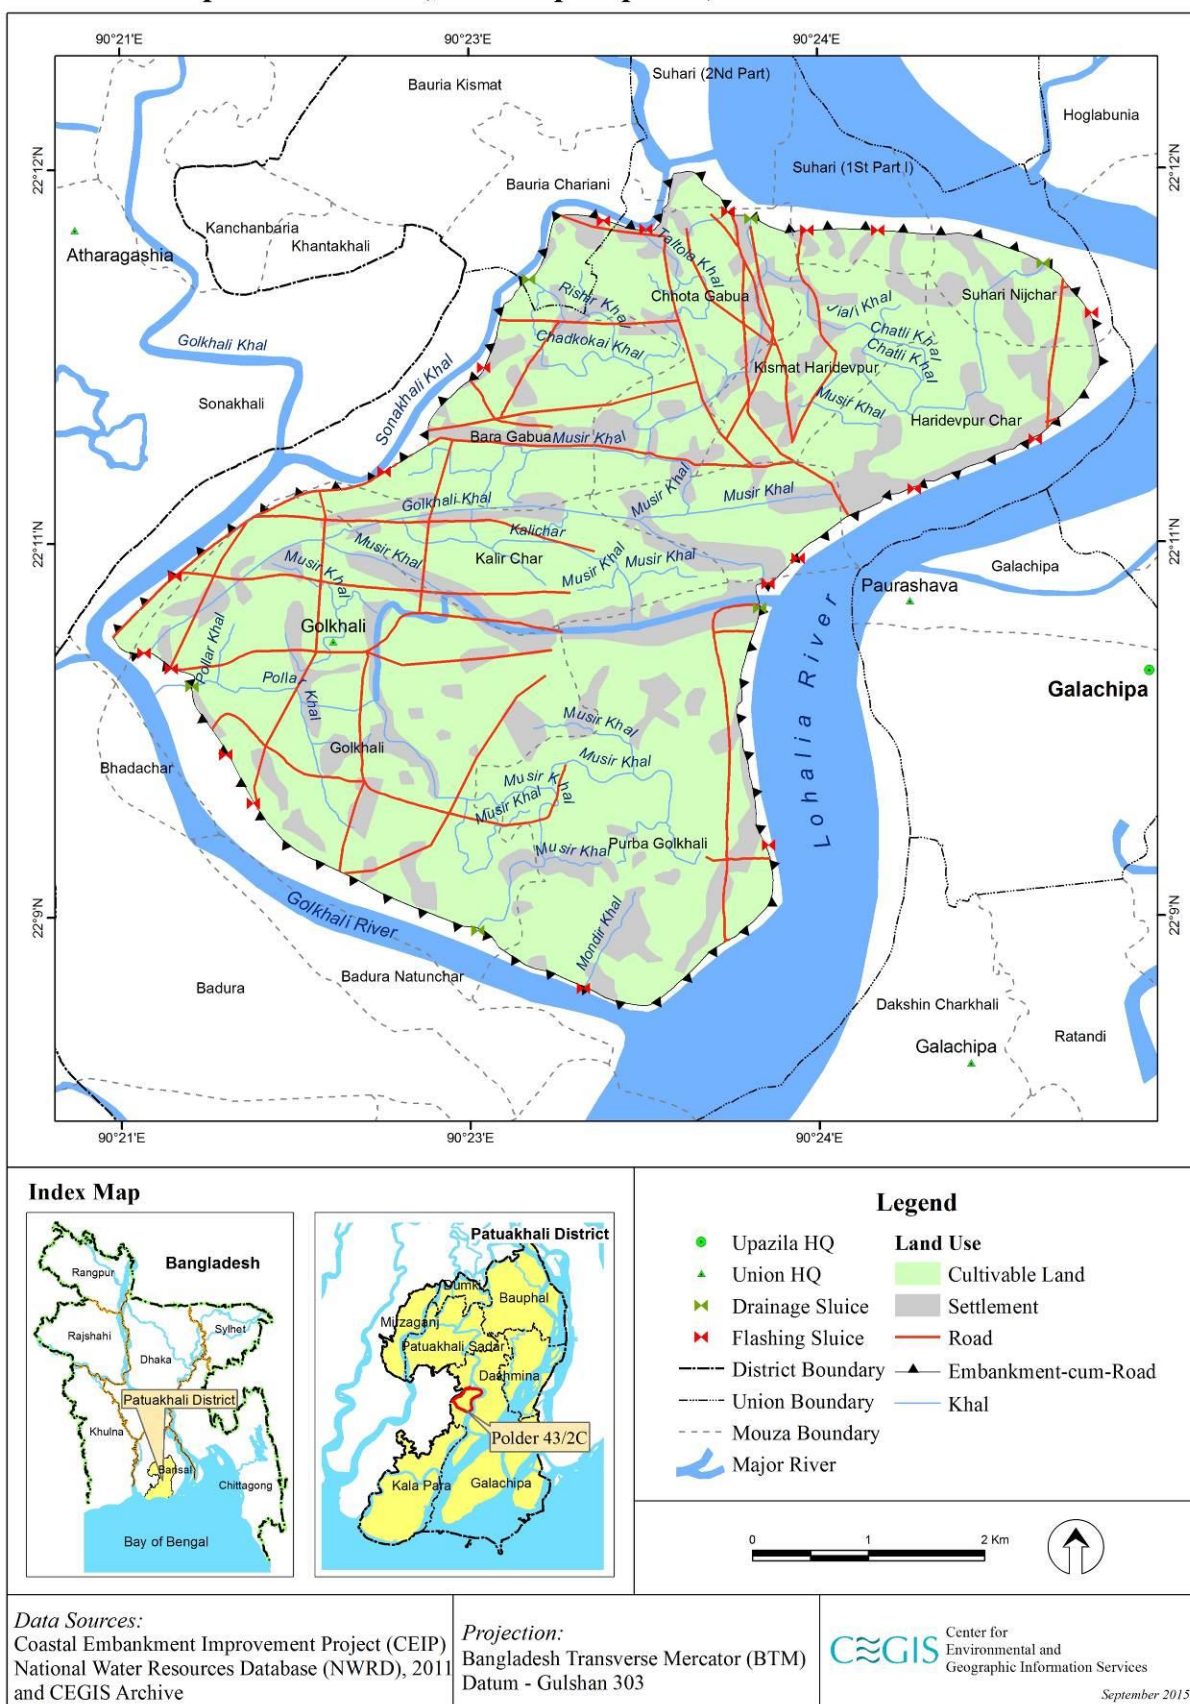 90°21'E
90°23'E
90°24'E
Suhari (2Nd Part)
Bauria Kismat
Hoglabunia
22°12'N
22°12'N
Suhari (1St Part I)
Bauria Chariani
Kanchanbaria
Khantakhali
Atharagashia
Taltola Khal
Rishir Khal
Chhota Gabua
Suhari Nijchar
Jiali Khal
Chatli Khal
Chatli Khal
Golkhali Khal
Chadkokai Khal
Kismat Haridevpur
Sonakhali
Sonakhali Khal
Musir Khal
Haridevpur Char
Bara Gabua
Musir Khal
Golkhali Khal
Musir Khal
Musir Khal
22°11'N
22°11'N
Kalichar
Musir Khal
Kalir Char
Musir Khal
Musir Khal
Musir Khal
Galachipa
Paurashava
Golkhali
Pollar Khal
Pollar Khal
Galachipa
Lohalia River
Musir Khal
Golkhali
Musir Khal
Bhadachar
Musir Khal
Musir Khal
Purba Golkhali
Musir Khal
22°9'N
22°9'N
Golkhali River
Mondir Khal
Badura Natunchar
Badura
Dakshin Charkhali
Galachipa
Ratandi
90°21'E
90°23'E
90°24'E
Index Map
Bangladesh
Rangpur
Rajshahi
Sylhet
Dhaka
Patuakhali District
Khulna
Barisal
Chittagong
Bay of Bengal
Patuakhali District
Dumki
Bauphal
Mirzaganj
Patuakhali Sadar
Dashmina
Polder 43/2C
Kala Para
Galachipa
Legend
Upazila HQ
Union HQ
Drainage Sluice
Flashing Sluice
District Boundary
Union Boundary
Mouza Boundary
Major River
Land Use
Cultivable Land
Settlement
Road
Embankment-cum-Road
Khal
0 1 2 Km
Data Sources:
Coastal Embankment Improvement Project (CEIP)
National Water Resources Database (NWRD), 2011
and CEGIS Archive
Projection:
Bangladesh Transverse Mercator (BTM)
Datum - Gulshan 303
CEGIS
Center for
Environmental and
Geographic Information Services
September 2015